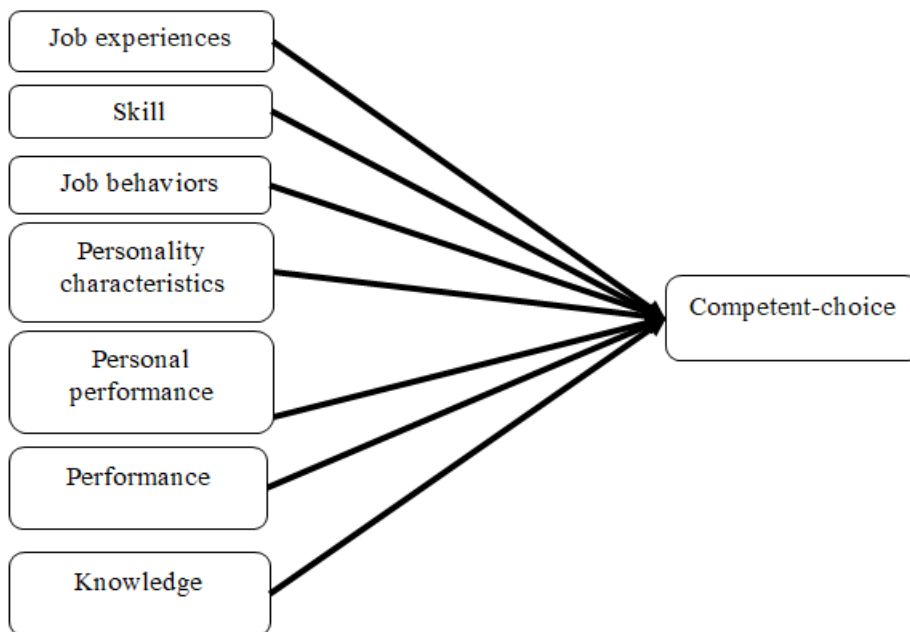 Job experiences
Skill
Job behaviors
Personality
characteristics
Personal
performance
Performance
Knowledge
Competent-choice